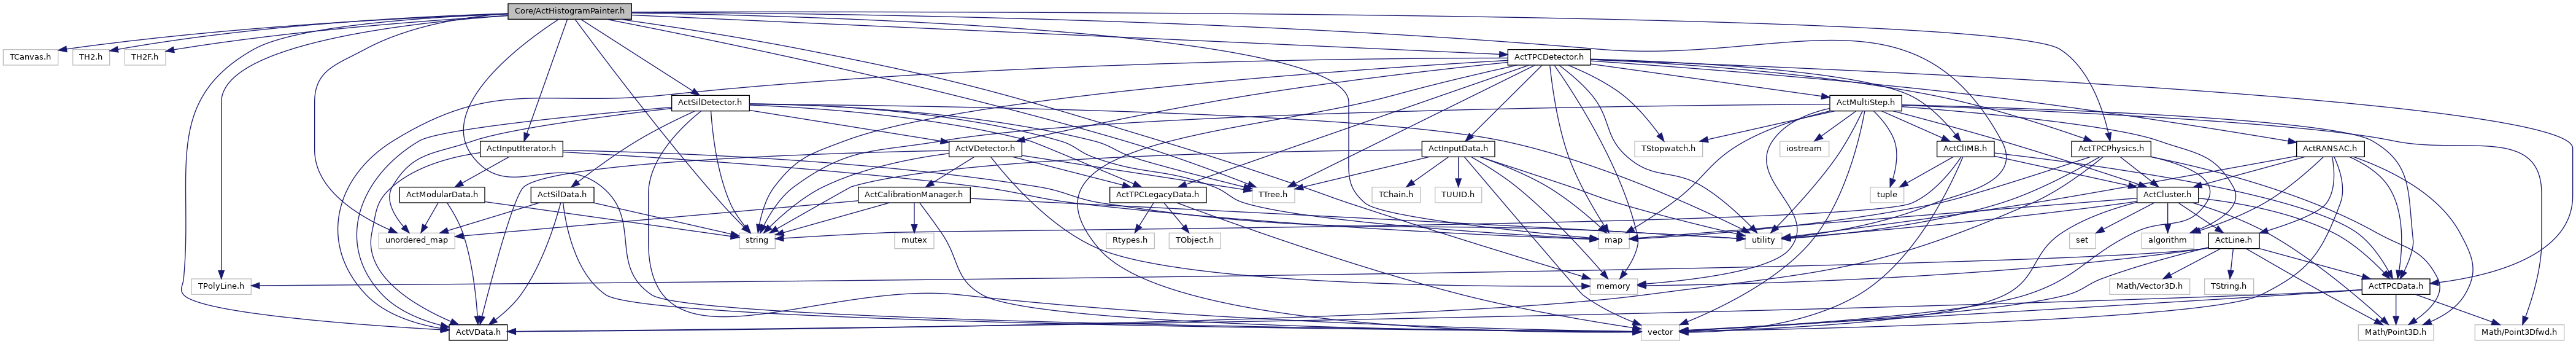 Core/ActHistogramPainter.h
TCanvas.h
TH2.h
TH2F.h
ActTPCDetector.h
ActSilDetector.h
ActMultiStep.h
ActInputIterator.h
ActVDetector.h
ActInputData.h
TStopwatch.h
iostream
ActClIMB.h
ActTPCPhysics.h
ActRANSAC.h
ActModularData.h
ActSilData.h
ActCalibrationManager.h
ActTPCLegacyData.h
TTree.h
TChain.h
TUUID.h
tuple
ActCluster.h
unordered_map
string
mutex
Rtypes.h
TObject.h
map
utility
set
algorithm
ActLine.h
TPolyLine.h
memory
Math/Vector3D.h
TString.h
ActTPCData.h
ActVData.h
vector
Math/Point3D.h
Math/Point3Dfwd.h